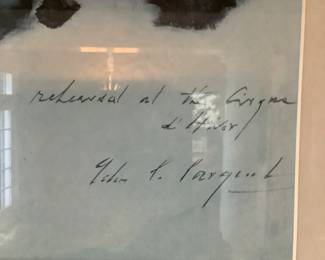 rehearsal at the Cirque
d'Hiver
John S. Sargent